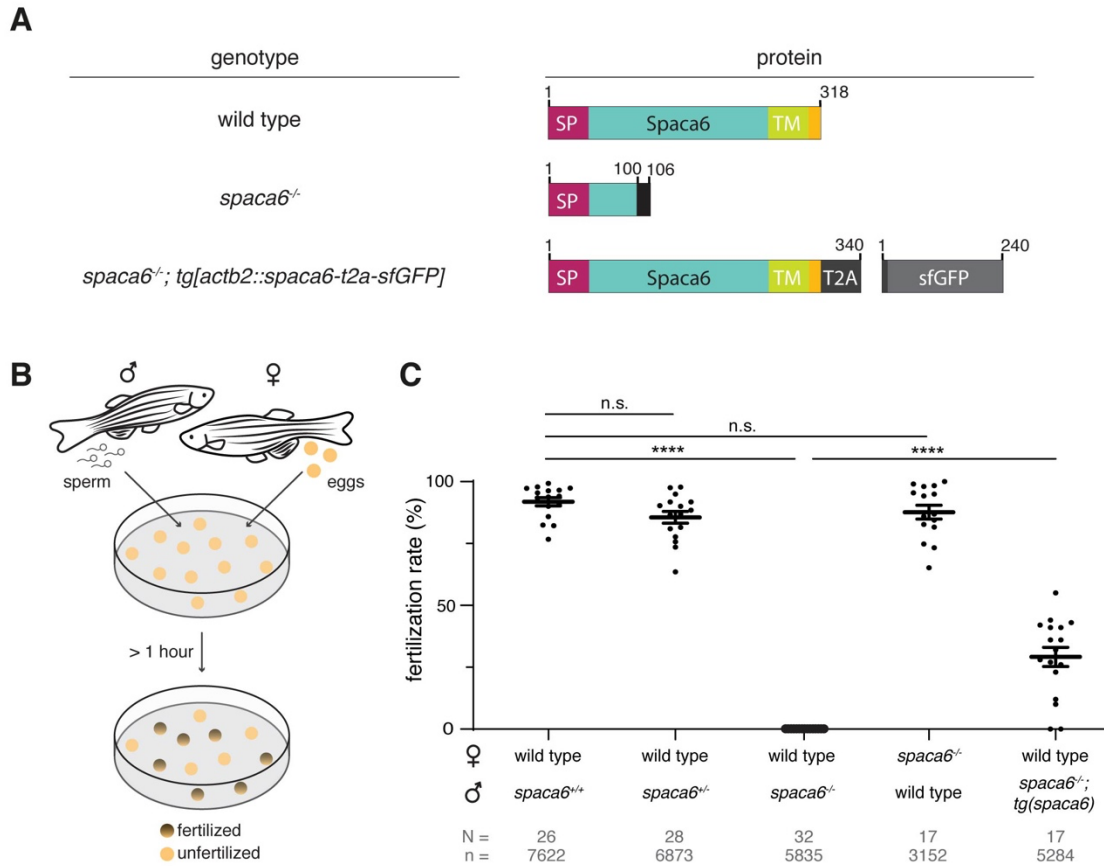 A
genotype
protein
wild type
1
318
SP
Spaca6
TM
spaca6-/-
1
100
106
SP
spaca6-/-; tg[actb2::spaca6-t2a-sfGFP]
1
340
1
240
SP
Spaca6
TM
T2A
sfGFP
B
♂
♀
sperm
eggs
> 1 hour
fertilized
unfertilized
C
n.s.
n.s.
****
****
fertilization rate (%)
100
50
0
♀ wild type wild type wild type spaca6-/- wild type
♂ spaca6+/+ spaca6+/- spaca6-/- wild type spaca6-/-;
tg(spaca6)
N = 26 28 32 17 17
n = 7622 6873 5835 3152 5284